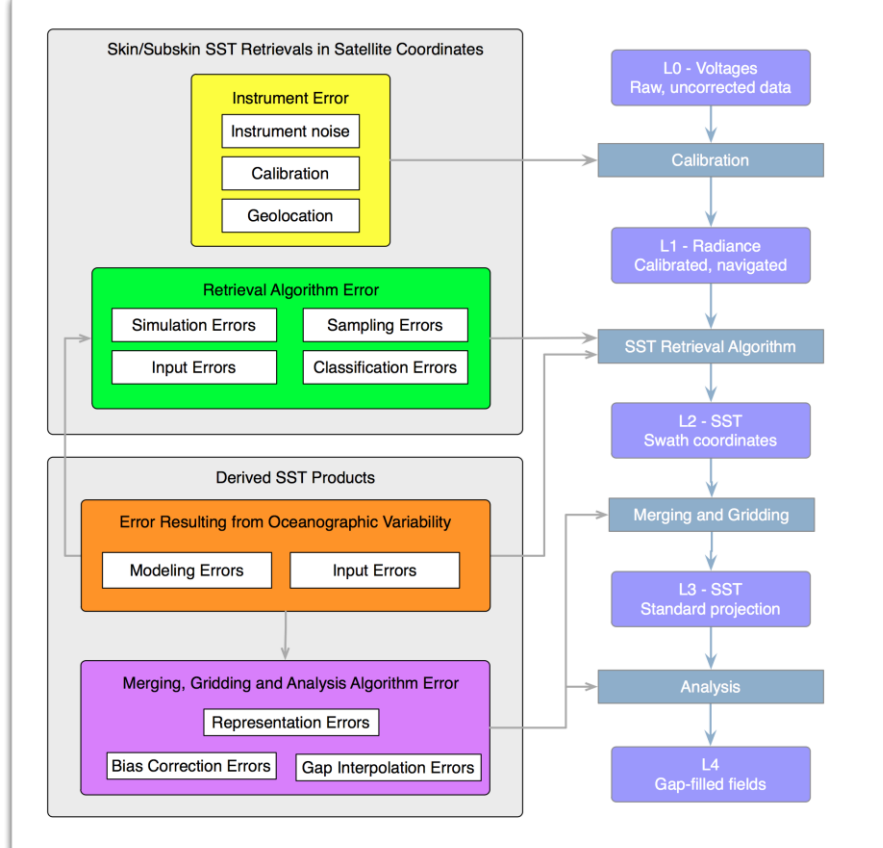 Skin/Subskin SST Retrievals in Satellite Coordinates
Instrument Error
Instrument noise
Calibration
Geolocation
Retrieval Algorithm Error
Simulation Errors
Sampling Errors
Input Errors
Classification Errors
Derived SST Products
Error Resulting from Oceanographic Variability
Modeling Errors
Input Errors
Merging, Gridding and Analysis Algorithm Error
Representation Errors
Bias Correction Errors
Gap Interpolation Errors
L0 - Voltages
Raw, uncorrected data
Calibration
L1 - Radiance
Calibrated, navigated
SST Retrieval Algorithm
L2 - SST
Swath coordinates
Merging and Gridding
L3 - SST
Standard projection
Analysis
L4
Gap-filled fields